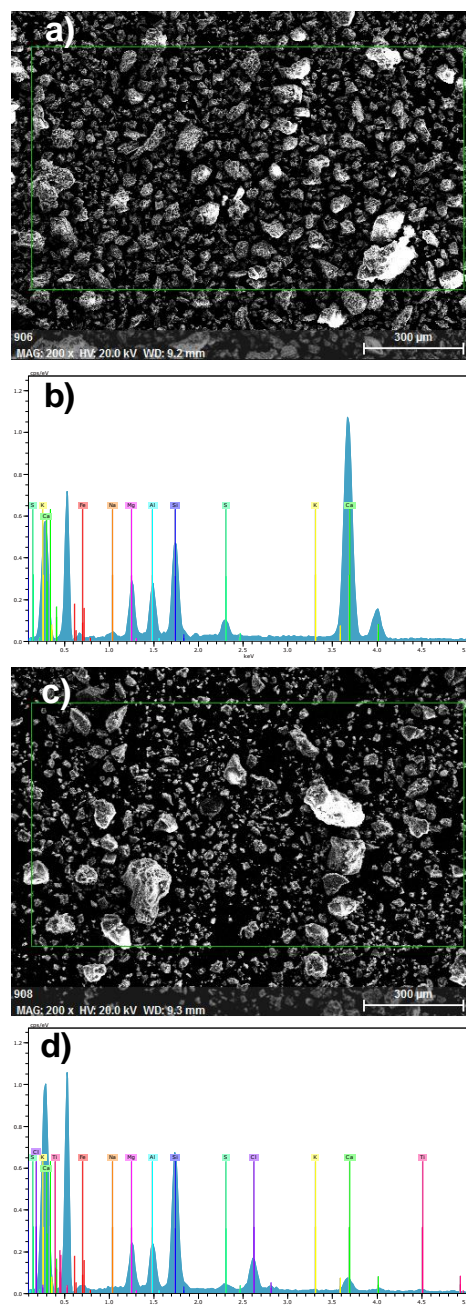 a)
906
MAG: 200 x HV: 20.0 kV WD: 9.2 mm
300 µm
cps/eV
b)
1.2
1.0
0.8
0.6
0.4
0.2
0.0
S K Ca Fe Na Mg Al Si S K Ca
0.5 1.0 1.5 2.0 2.5 3.0 3.5 4.0 4.5 5.
keV
c)
908
MAG: 200 x HV: 20.0 kV WD: 9.3 mm
300 µm
cps/eV
d)
1.2
1.0
0.8
0.6
0.4
0.2
0.0
Cl
S K Ti Fe Na Mg Al Si S Cl K Ca Ti
Ca
0.5 1.0 1.5 2.0 2.5 3.0 3.5 4.0 4.5 5.